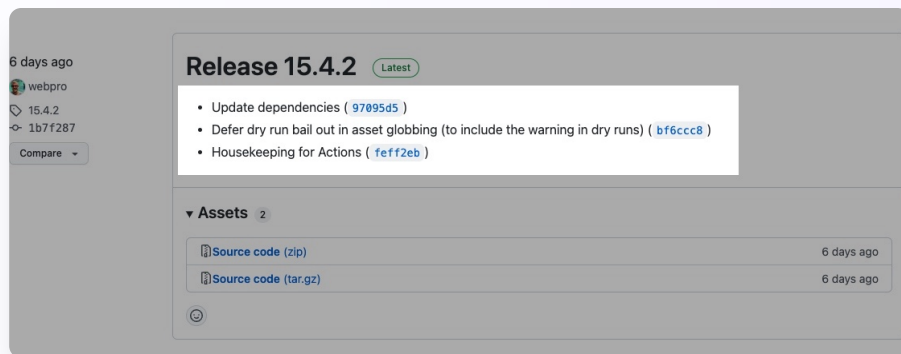 6 days ago
webpro
15.4.2
1b7f287
Compare
Release 15.4.2 Latest
• Update dependencies ( 97095d5 )
• Defer dry run bail out in asset globbing (to include the warning in dry runs) ( bf6ccc8 )
• Housekeeping for Actions ( feff2eb )
Assets 2
Source code (zip) 6 days ago
Source code (tar.gz) 6 days ago